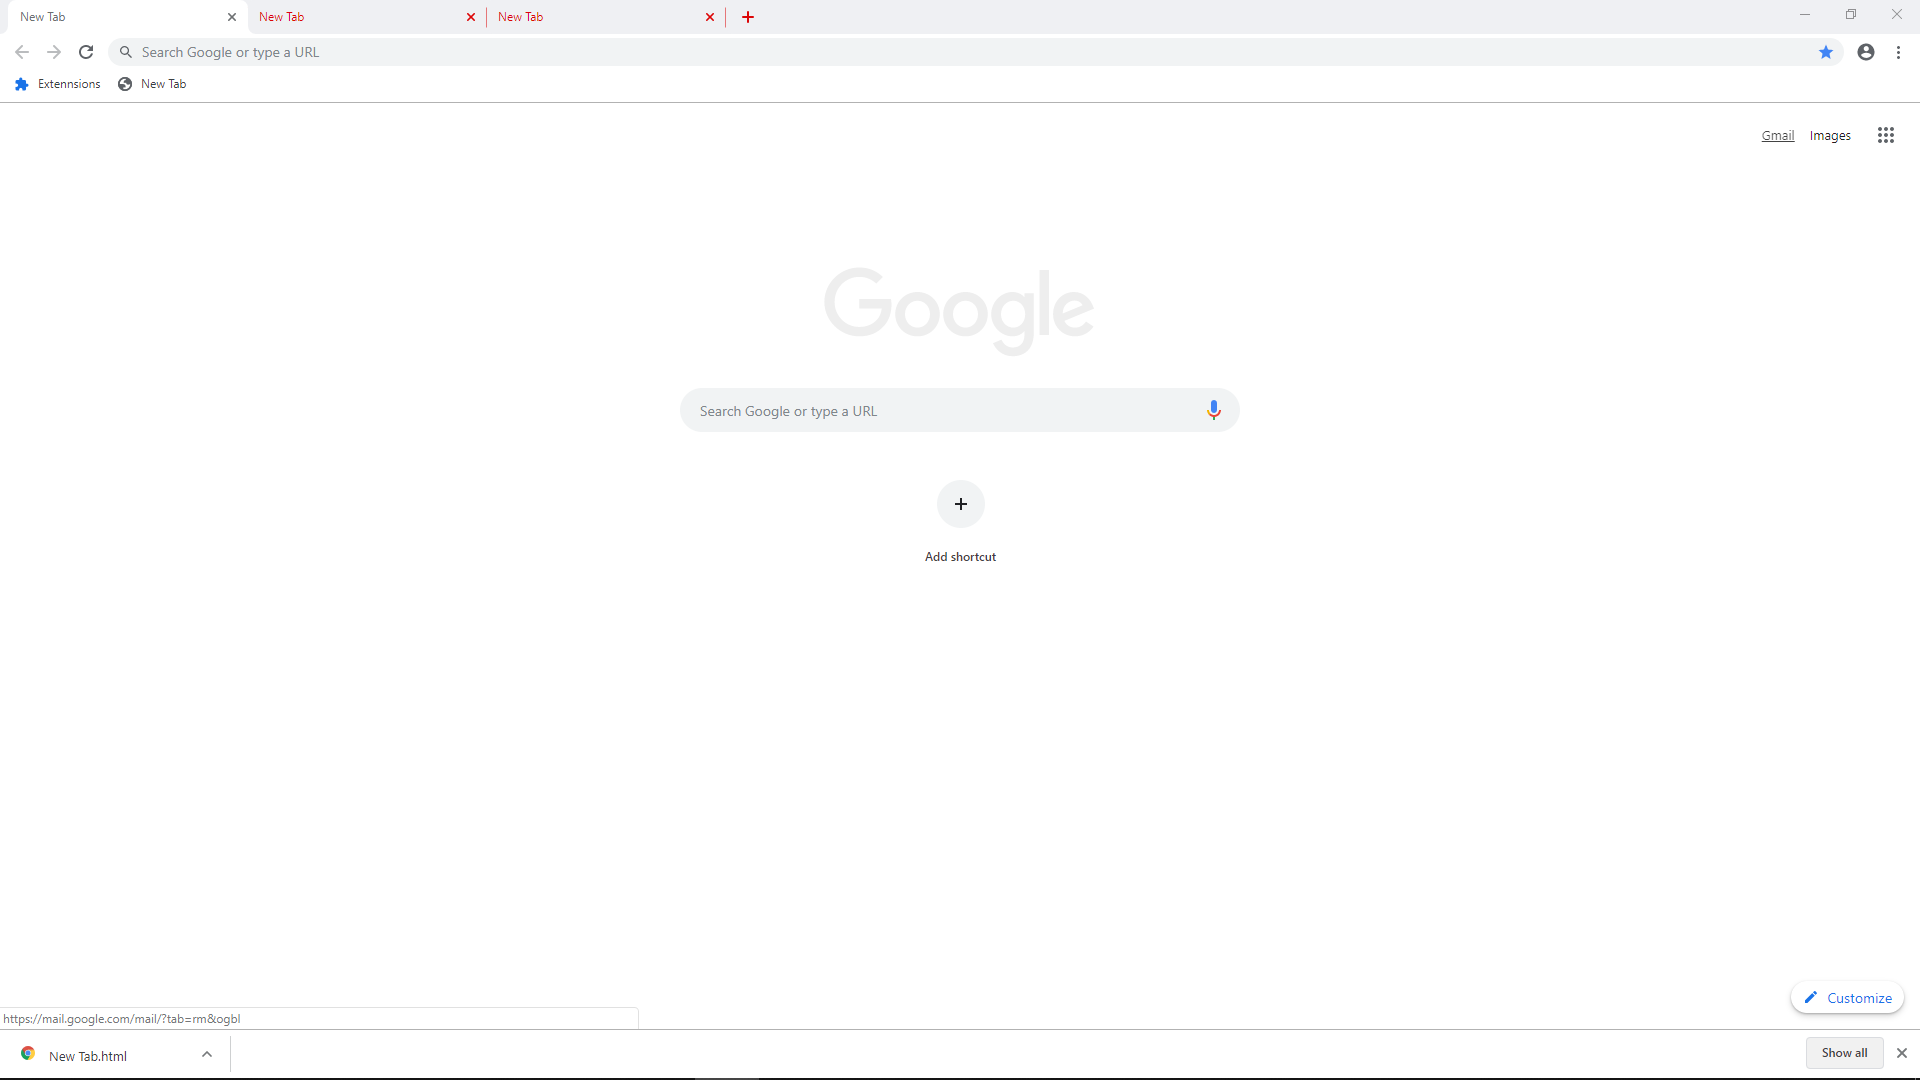 New Tab
New Tab
New Tab
Search Google or type a URL
Extennsions
New Tab
Gmail
Images
Google
Search Google or type a URL
Add shortcut
Customize
https://mail.google.com/mail/?tab=rm&ogbl
New Tab.html
Show all